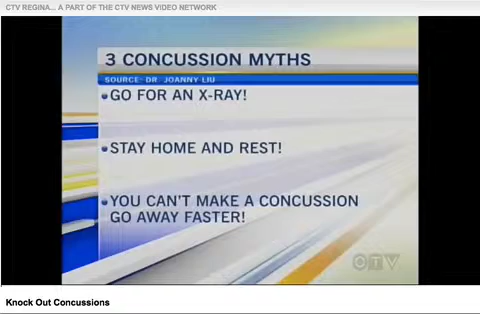 CTV REGINA... A PART OF THE CTV NEWS VIDEO NETWORK
3 CONCUSSION MYTHS
SOURCE: DR. JOANNY LIU
GO FOR AN X-RAY!
STAY HOME AND REST!
YOU CAN'T MAKE A CONCUSSION
GO AWAY FASTER!
CTV
Knock Out Concussions